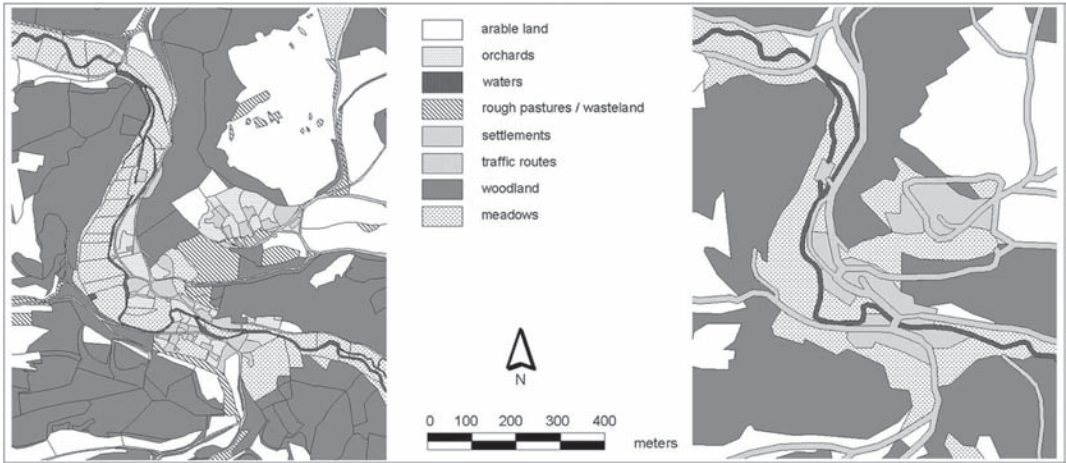 arable land
orchards
waters
rough pastures / wasteland
settlements
traffic routes
woodland
meadows
N
0 100 200 300 400
meters